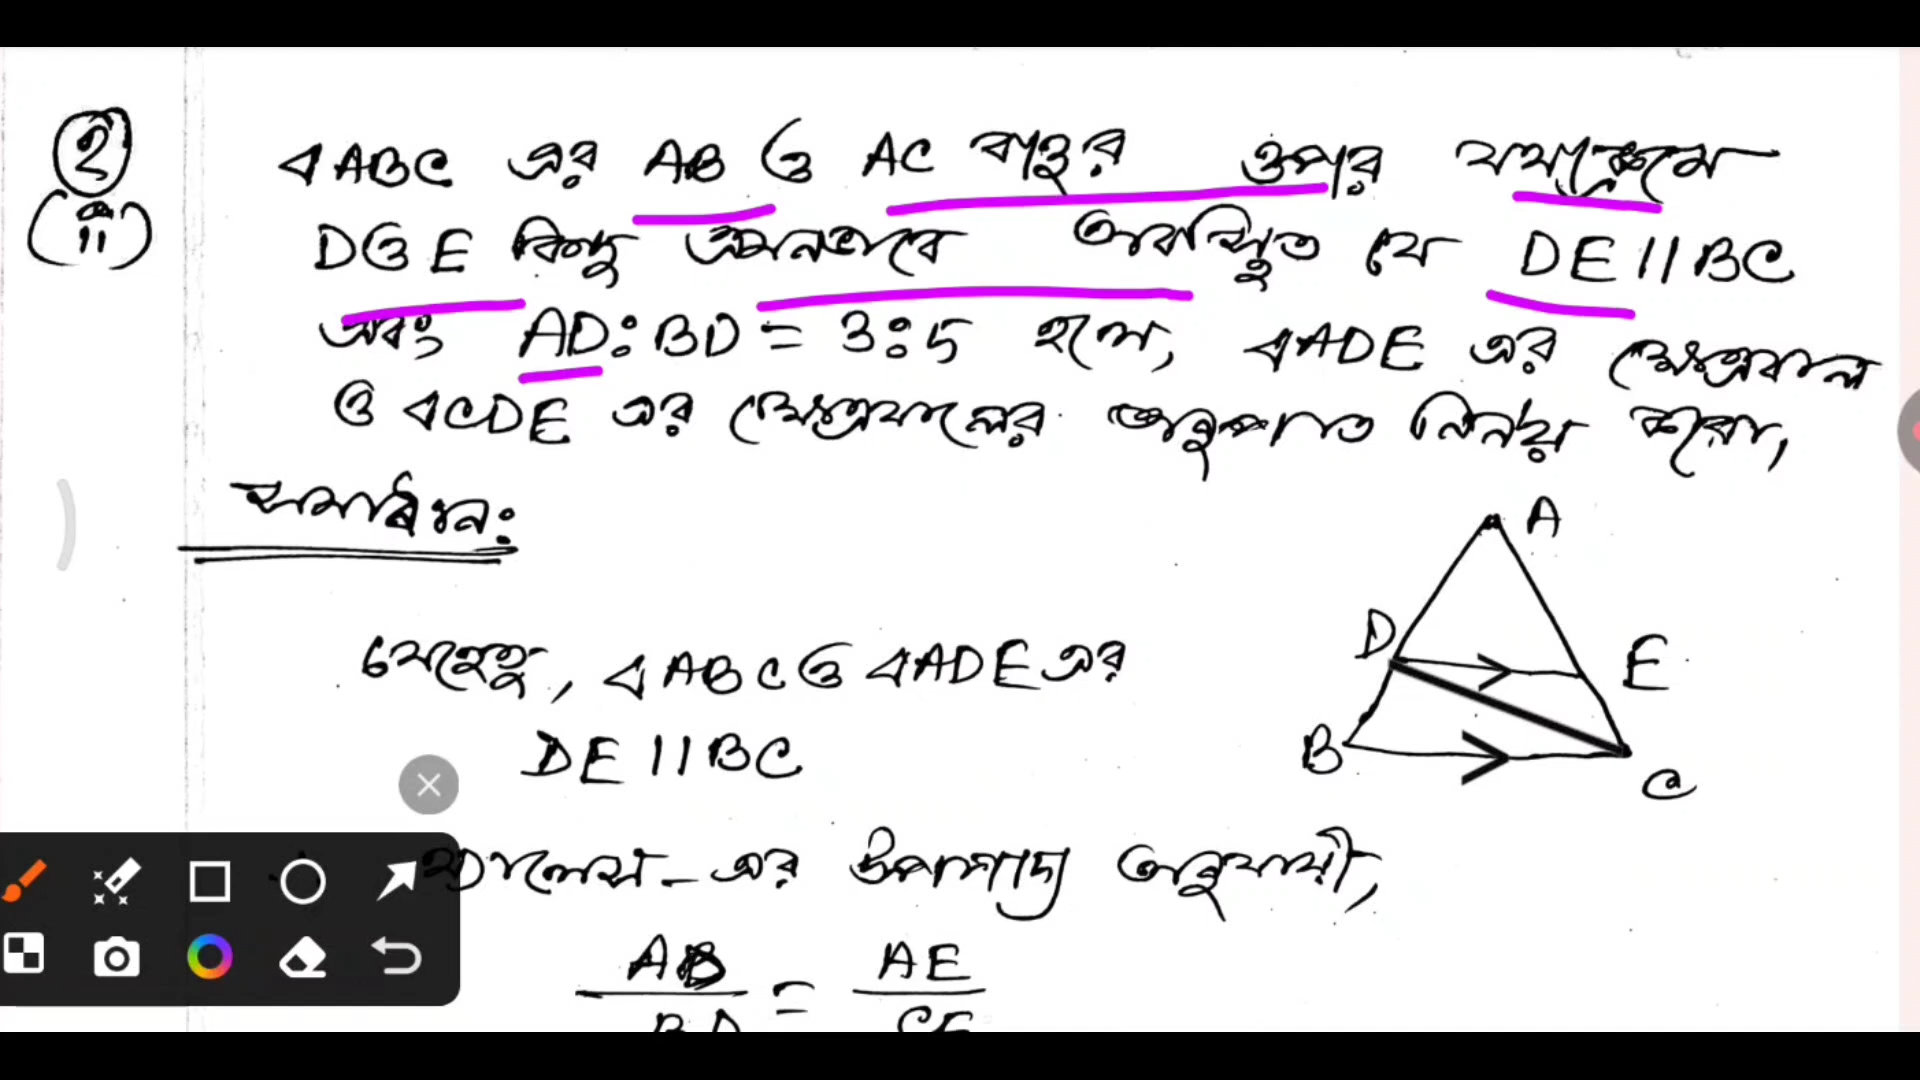 ২
(ii)
△ABC এর AB ও AC বাহুর ওপর যথাক্রমে
D ও E বিন্দু এমনভাবে অবস্থিত যে DE || BC
এবং AD : BD = 3 : 5 হলে, △ADE এর ক্ষেত্রফল
ও △CDE এর ক্ষেত্রফলের অনুপাত নির্ণয় করো,
সমাধান:
A
D
E
B
C
যেহেতু, △ABC ও △ADE এর
DE || BC
থালেস-এর উপপাদ্য অনুযায়ী,
AB/BD = AE/CE